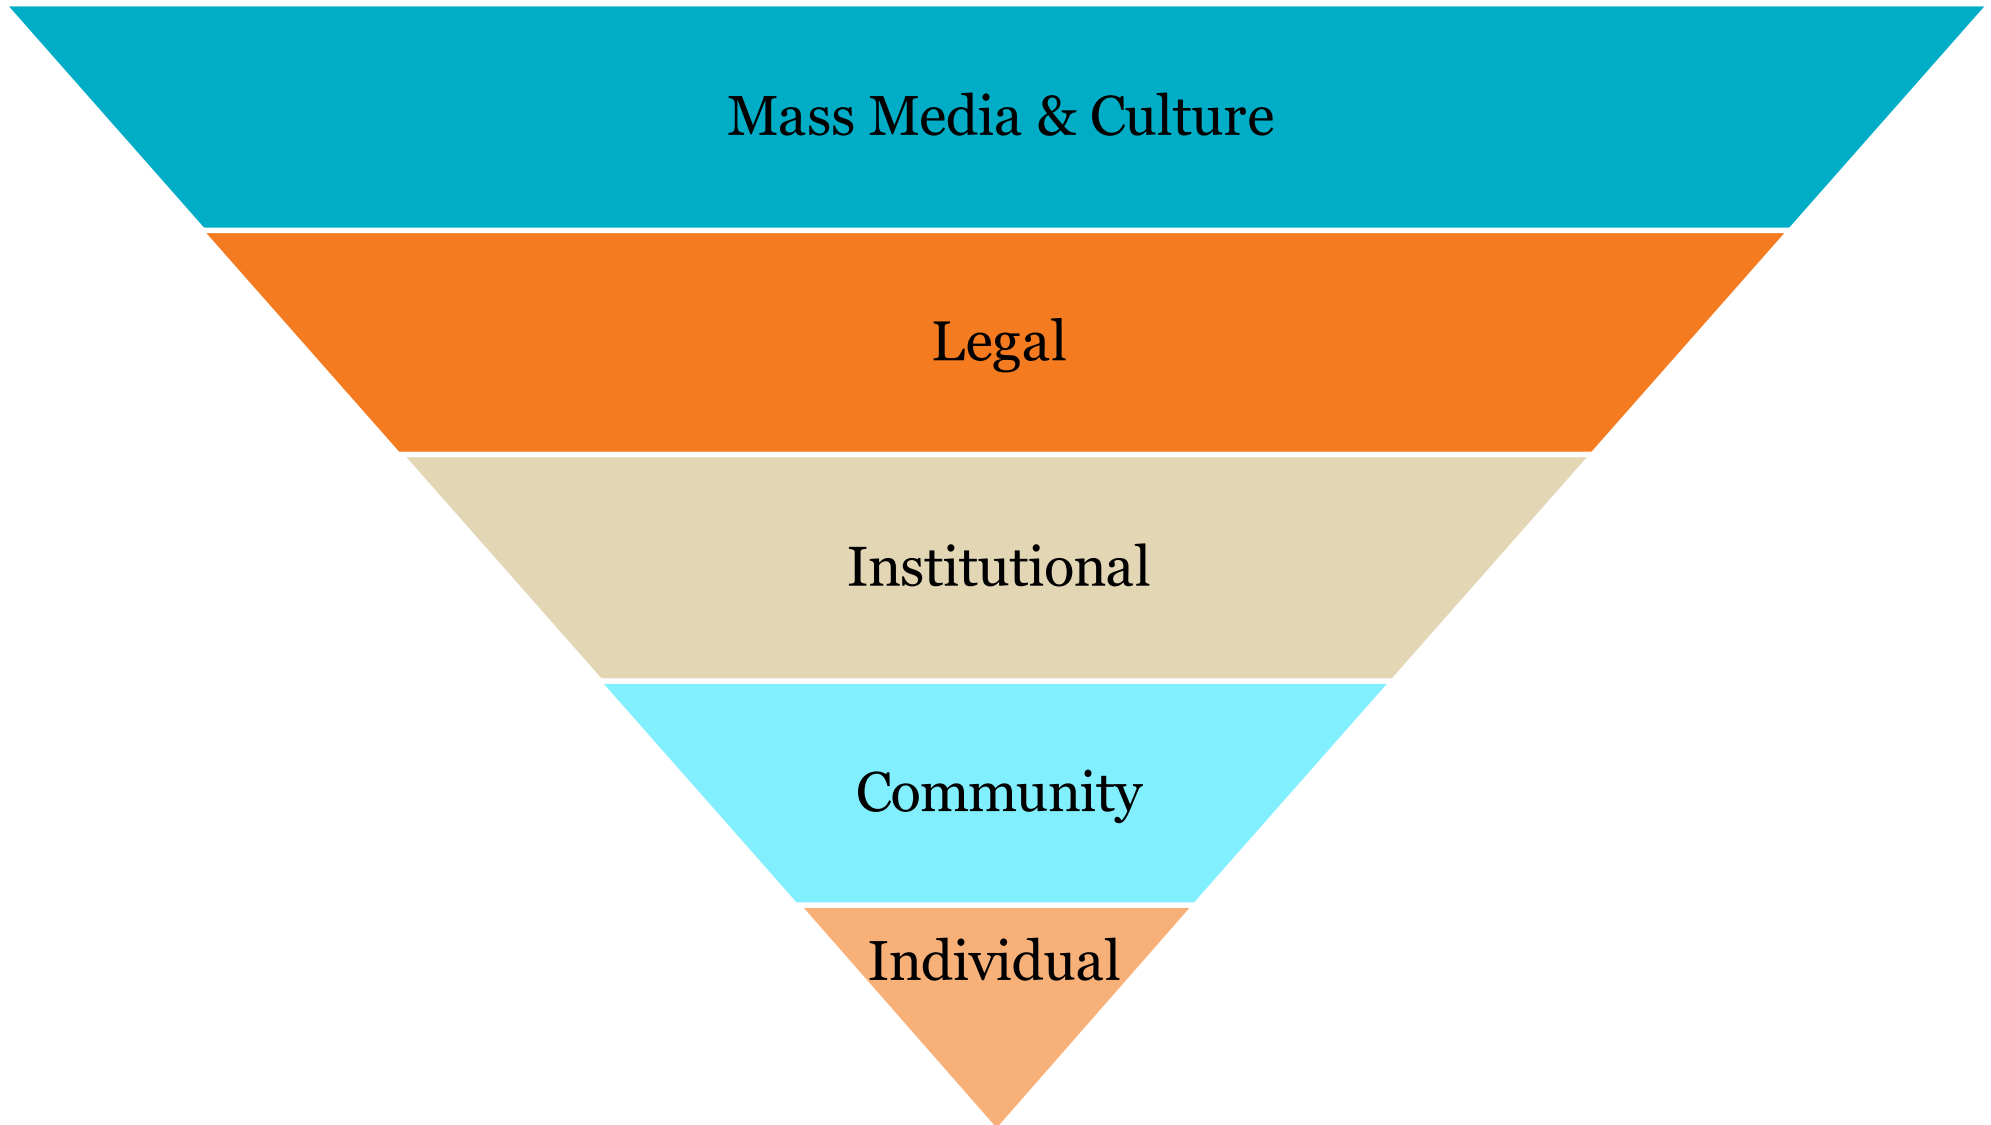 Mass Media & Culture
Legal
Institutional
Community
Individual